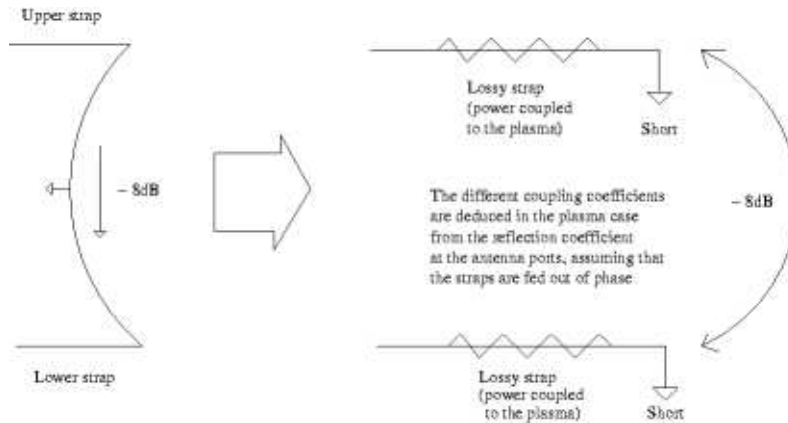 Upper strap
- 8dB
Lower strap
Lossy strap
(power coupled
to the plasma)
Short
The different coupling coefficients
are deduced in the plasma case
from the reflection coefficient
at the antenna ports, assuming that
the straps are fed out of phase
- 8dB
Lossy strap
(power coupled
to the plasma)
Short